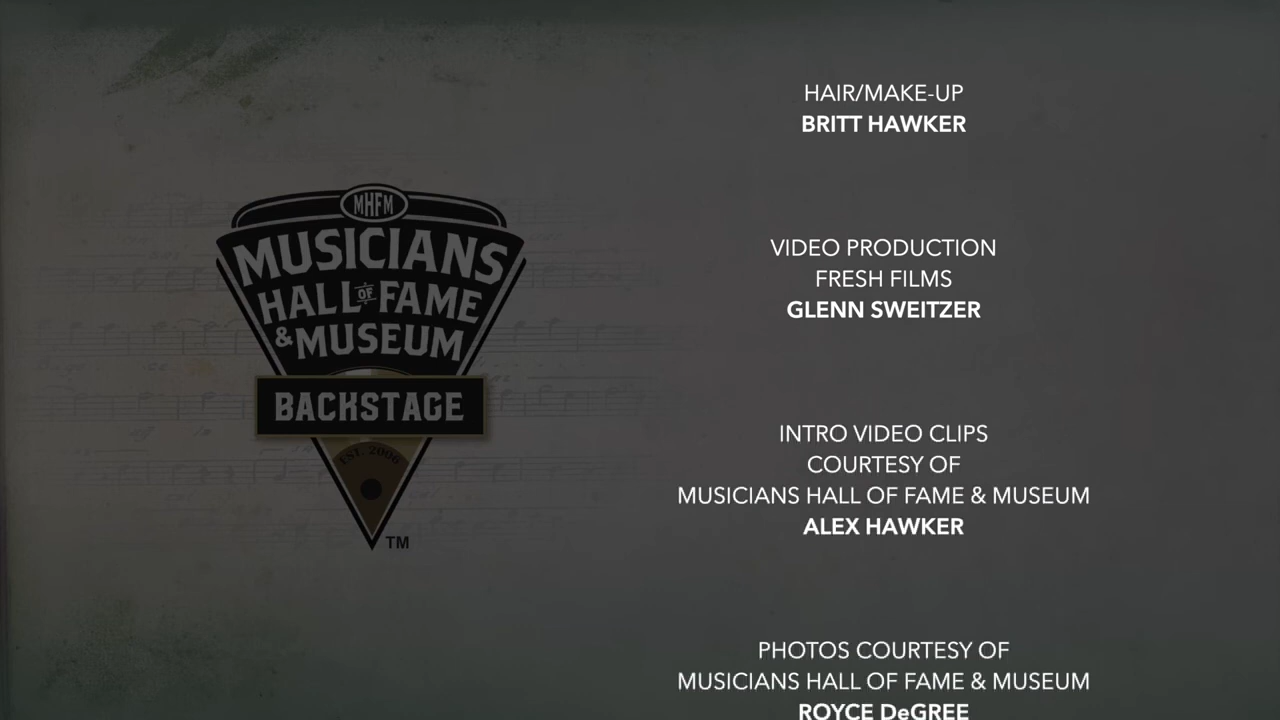 MHFM
MUSICIANS
HALL OF FAME
& MUSEUM
BACKSTAGE
EST. 2006
TM
HAIR/MAKE-UP
BRITT HAWKER
VIDEO PRODUCTION
FRESH FILMS
GLENN SWEITZER
INTRO VIDEO CLIPS
COURTESY OF
MUSICIANS HALL OF FAME & MUSEUM
ALEX HAWKER
PHOTOS COURTESY OF
MUSICIANS HALL OF FAME & MUSEUM
ROYCE DeGREE